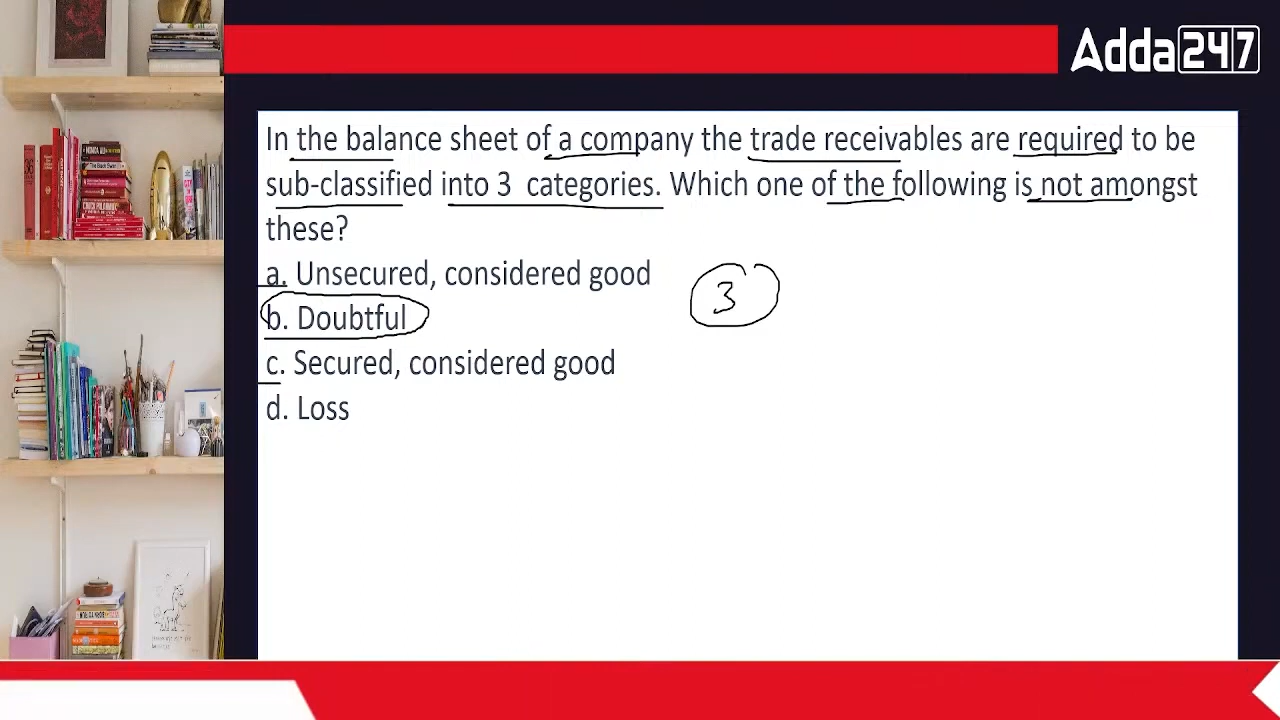 Adda247
In the balance sheet of a company the trade receivables are required to be
sub-classified into 3 categories. Which one of the following is not amongst
these?
a. Unsecured, considered good
b. Doubtful
c. Secured, considered good
d. Loss
3